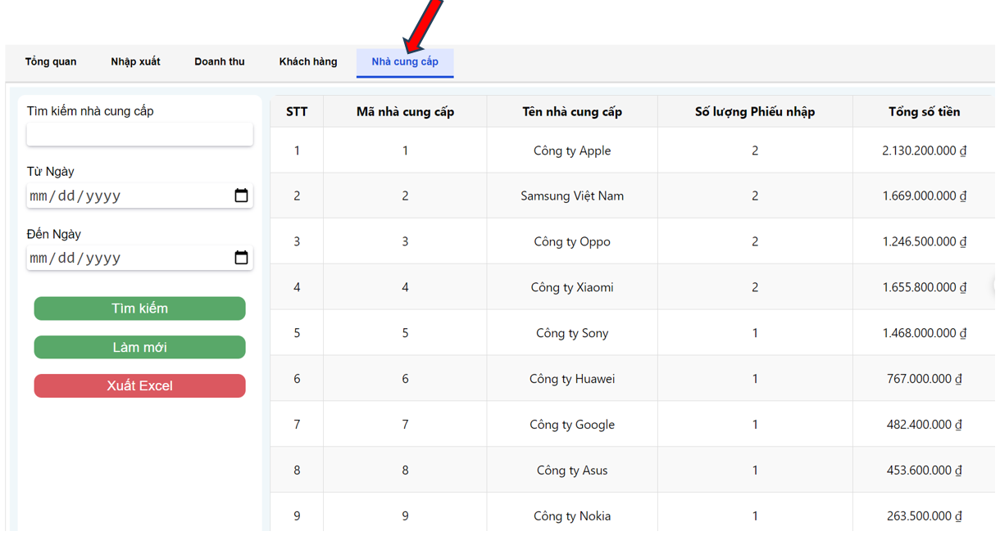 Tổng quan Nhập xuất Doanh thu Khách hàng Nhà cung cấp
Tìm kiếm nhà cung cấp
Từ Ngày
mm/dd/yyyy
Đến Ngày
mm/dd/yyyy
Tìm kiếm
Làm mới
Xuất Excel
STT Mã nhà cung cấp Tên nhà cung cấp Số lượng Phiếu nhập Tổng số tiền
1 1 Công ty Apple 2 2.130.200.000 ₫
2 2 Samsung Việt Nam 2 1.669.000.000 ₫
3 3 Công ty Oppo 2 1.246.500.000 ₫
4 4 Công ty Xiaomi 2 1.655.800.000 ₫
5 5 Công ty Sony 1 1.468.000.000 ₫
6 6 Công ty Huawei 1 767.000.000 ₫
7 7 Công ty Google 1 482.400.000 ₫
8 8 Công ty Asus 1 453.600.000 ₫
9 9 Công ty Nokia 1 263.500.000 ₫